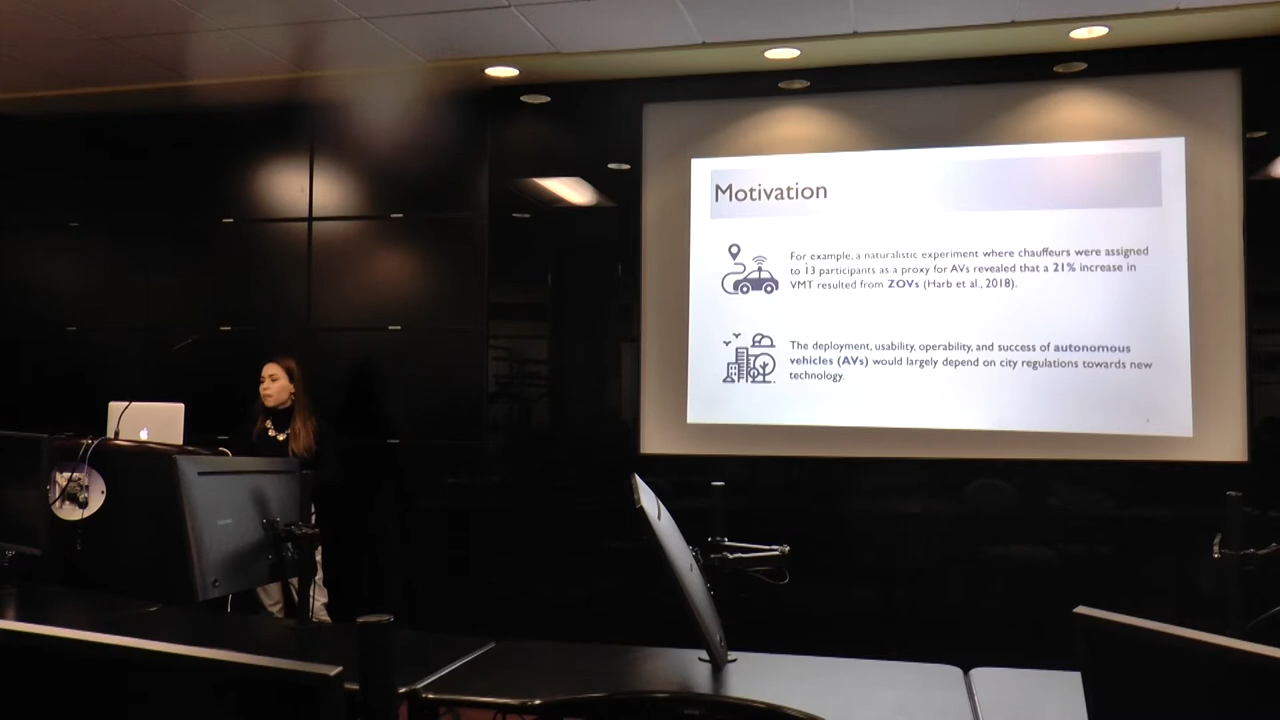 Motivation
For example, a naturalistic experiment where chauffeurs were assigned
to 13 participants as a proxy for AVs revealed that a 21% increase in
VMT resulted from ZOVs (Harb et al., 2018).
The deployment, usability, operability, and success of autonomous
vehicles (AVs) would largely depend on city regulations towards new
technology.